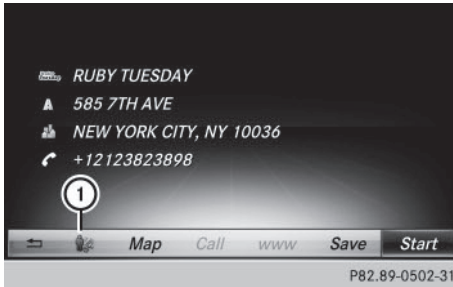 RUBY TUESDAY
585 7TH AVE
NEW YORK CITY, NY 10036
+12123823898
1
Map Call www Save Start
P82.89-0502-31